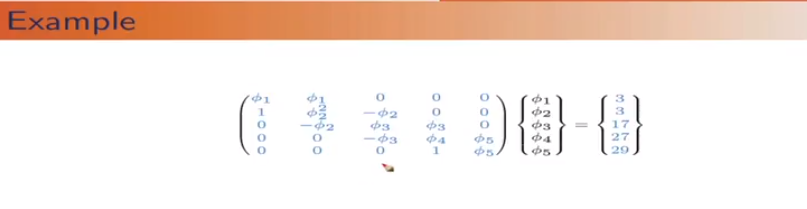 Example
ϕ₁ ϕ₁ 0 0 0 ϕ₁ 3
1 ϕ₂² −ϕ₂ 0 0 ϕ₂ 3
0 −ϕ₂ ϕ₃ ϕ₃ 0 ϕ₃ = 17
0 0 −ϕ₃ ϕ₄ ϕ₅ ϕ₄ 27
0 0 0 1 ϕ₅ ϕ₅ 29